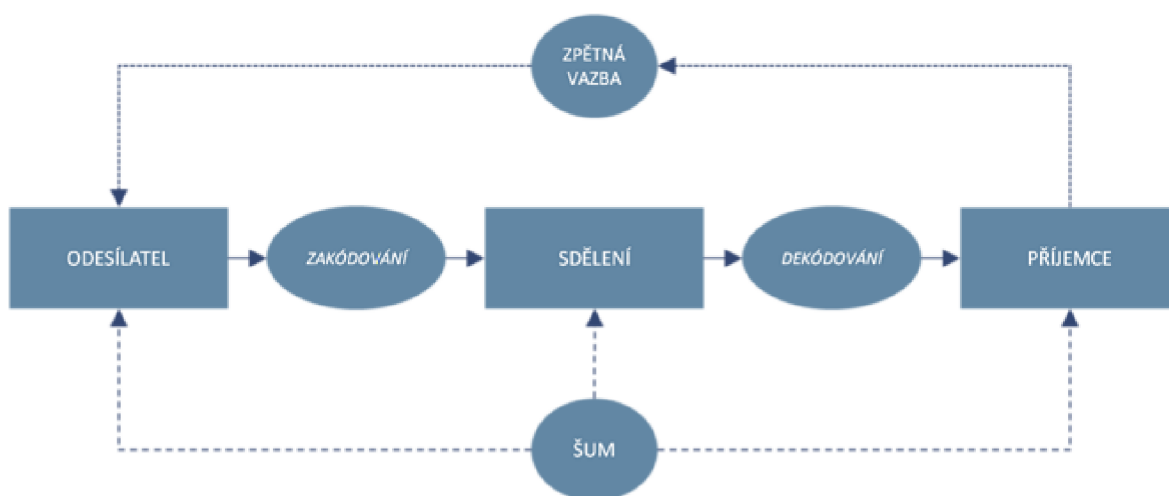 ZPĚTNÁ
VAZBA
ODESÍLATEL
ZAKÓDOVÁNÍ
SDĚLENÍ
DEKÓDOVÁNÍ
PŘÍJEMCE
ŠUM